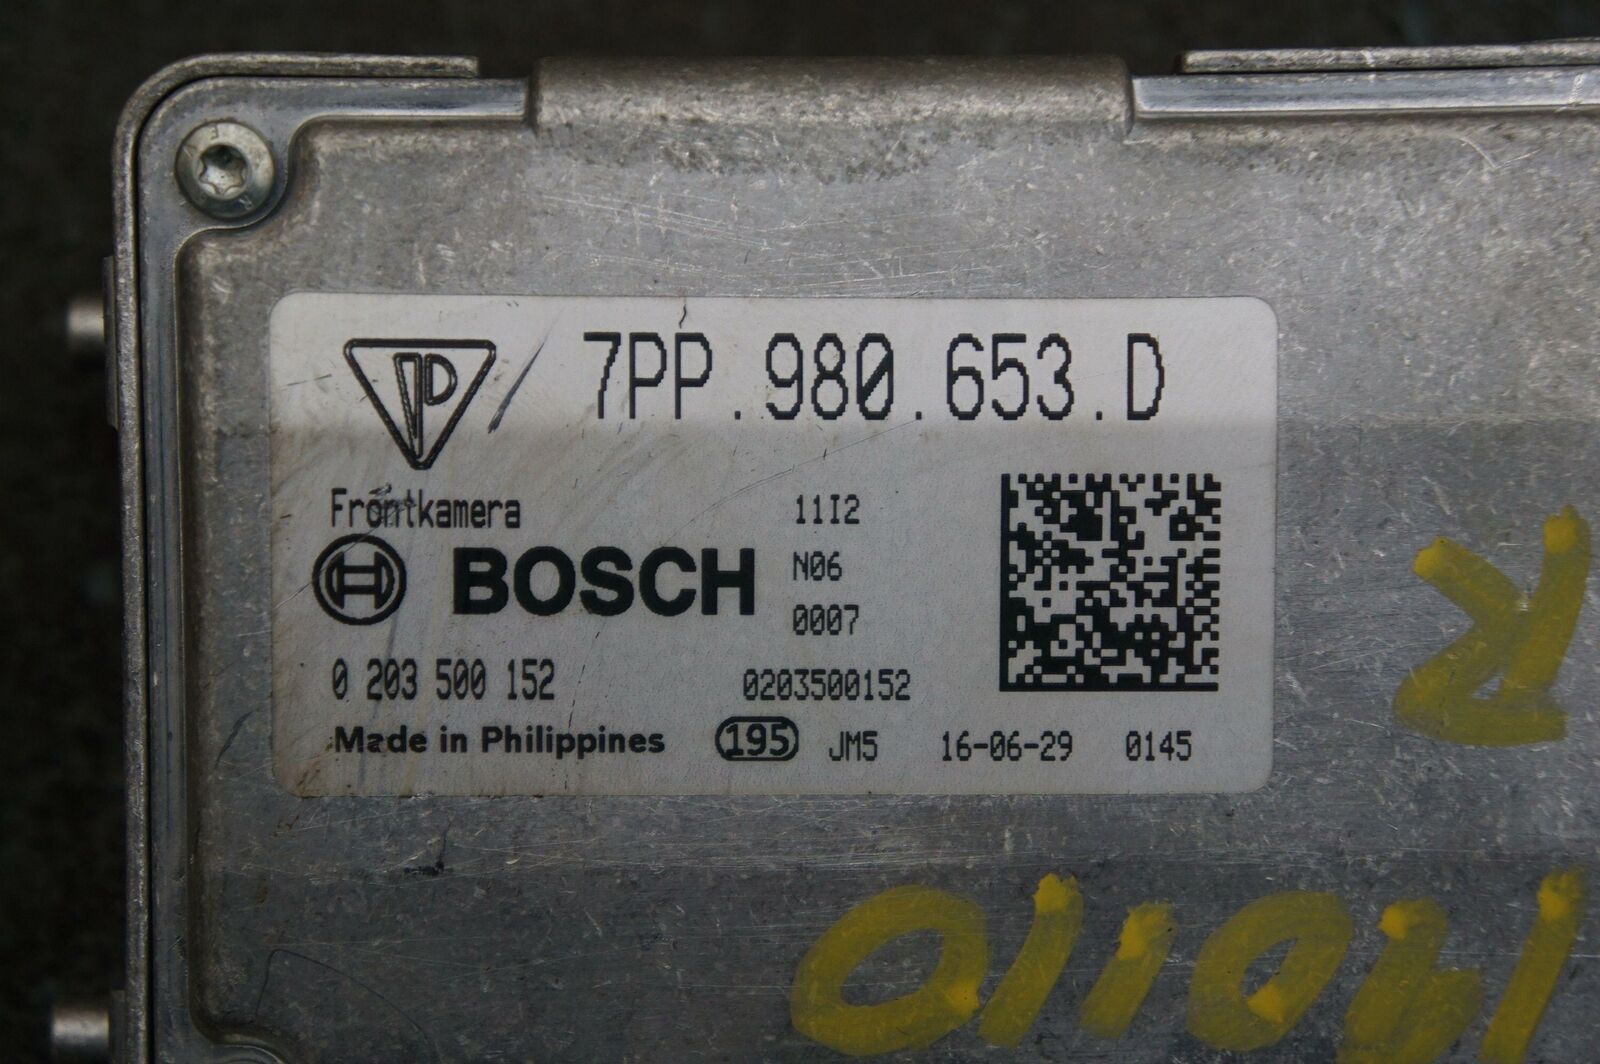 7PP.980.653.D
Frontkamera
11I2
BOSCH
N06
0007
0 203 500 152
0203500152
Made in Philippines
195 JM5 16-06-29 0145
R